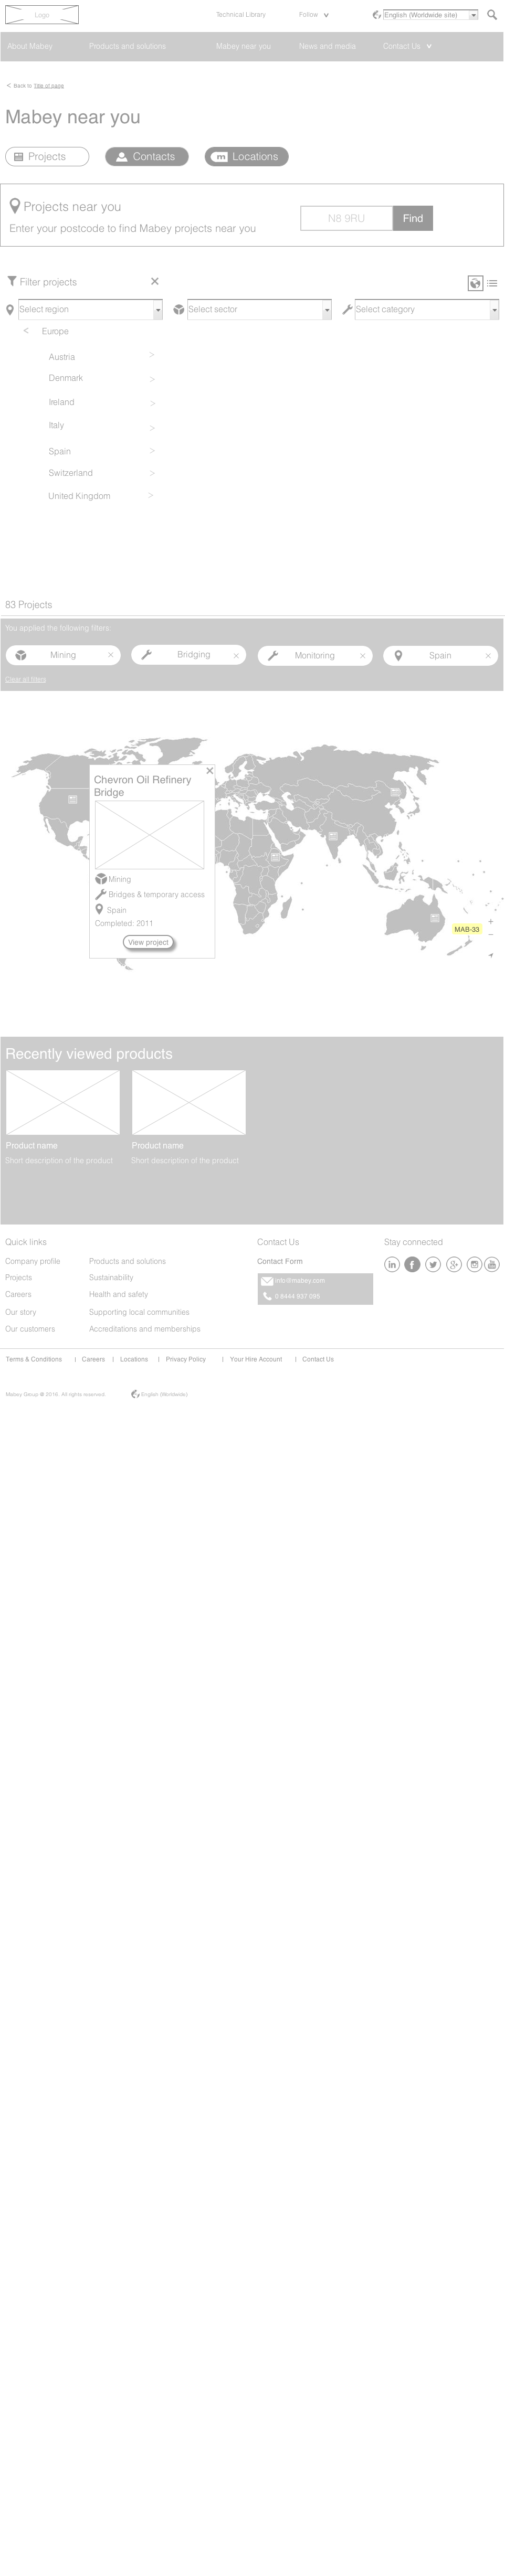 Logo
Technical Library
Follow
English (Worldwide site)
About Mabey
Products and solutions
Mabey near you
News and media
Contact Us
< Back to Title of page
Mabey near you
Projects
Contacts
m Locations
Projects near you
Enter your postcode to find Mabey projects near you
N8 9RU
Find
Filter projects
Select region
Select sector
Select category
< Europe
Austria >
Denmark >
Ireland >
Italy >
Spain >
Switzerland >
United Kingdom >
83 Projects
You applied the following filters:
Mining
Bridging
Monitoring
Spain
Clear all filters
Chevron Oil Refinery
Bridge
Mining
Bridges & temporary access
Spain
Completed: 2011
View project
+
MAB-33
–
Recently viewed products
Product name
Product name
Short description of the product
Short description of the product
Quick links
Contact Us
Stay connected
Company profile
Products and solutions
Contact Form
Projects
Sustainability
info@mabey.com
Careers
Health and safety
0 8444 937 095
Our story
Supporting local communities
Our customers
Accreditations and memberships
Terms & Conditions | Careers | Locations | Privacy Policy | Your Hire Account | Contact Us
Mabey Group @ 2016. All rights reserved.
English (Worldwide)